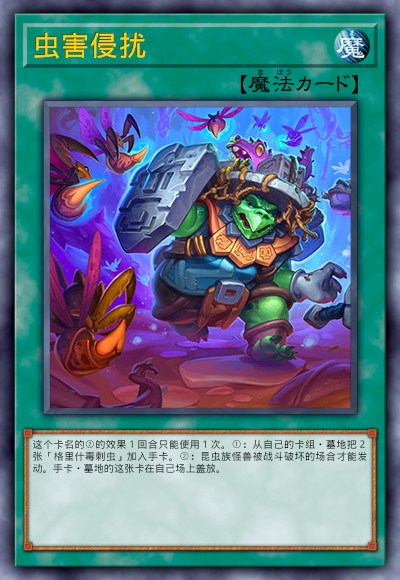 虫害侵扰
魔
【魔法カード】
ま ほう
这个卡名的②的效果１回合只能使用１次。①：从自己的卡组·墓地把２
张「格里什毒刺虫」加入手卡。②：昆虫族怪兽被战斗破坏的场合才能发
动。手卡·墓地的这张卡在自己场上盖放。